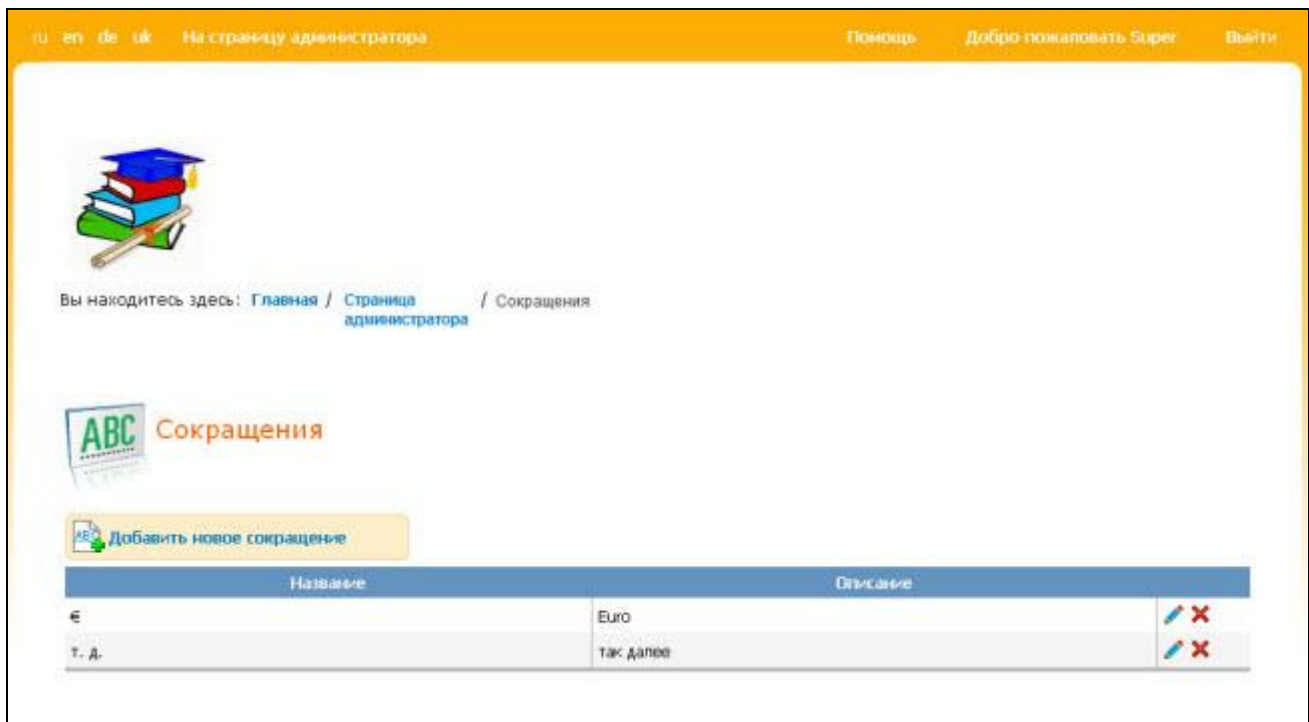 ru en de uk На страницу администратора Помощь Добро пожаловать Super Выйти
Вы находитесь здесь: Главная / Страница администратора / Сокращения
ABC Сокращения
ABC Добавить новое сокращение
Название Описание
€ Euro
т. д. так далее